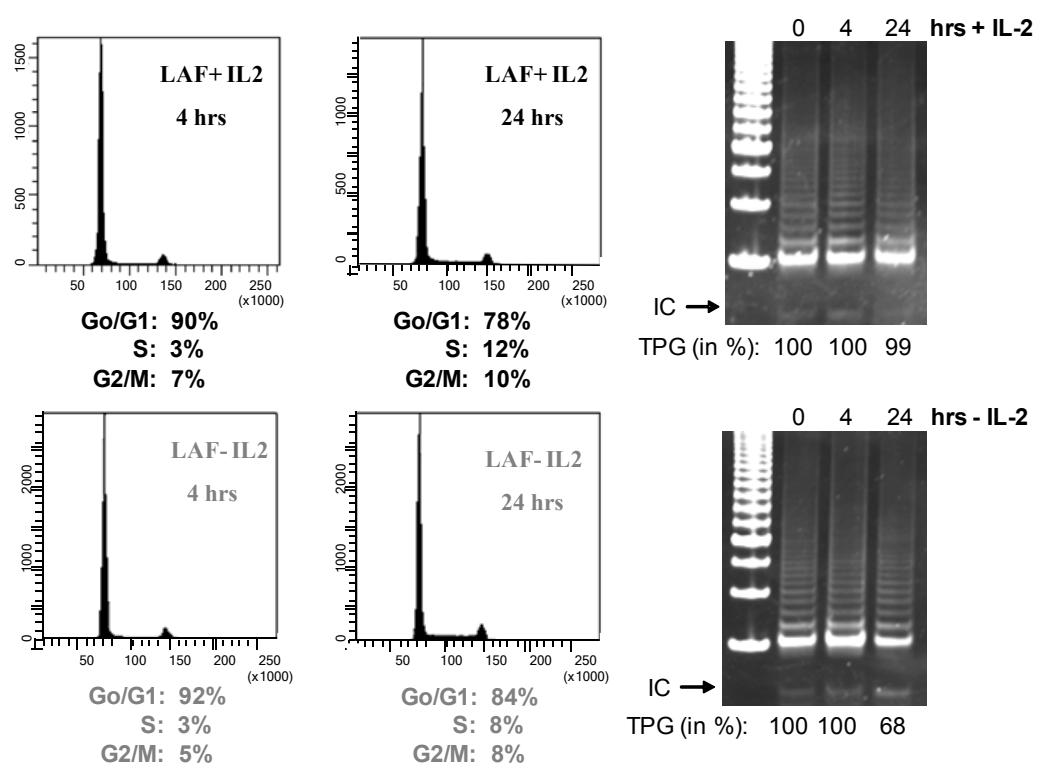 LAF+ IL2
4 hrs
0
500
1000
1500
50 100 150 200 250
(x1000)
Go/G1: 90%
S: 3%
G2/M: 7%
LAF+ IL2
24 hrs
0
500
1000
50 100 150 200 250
(x1000)
Go/G1: 78%
S: 12%
G2/M: 10%
0 4 24 hrs + IL-2
IC
TPG (in %): 100 100 99
LAF- IL2
4 hrs
0
1000
2000
50 100 150 200 250
(x1000)
Go/G1: 92%
S: 3%
G2/M: 5%
LAF- IL2
24 hrs
0
1000
2000
50 100 150 200 250
(x1000)
Go/G1: 84%
S: 8%
G2/M: 8%
0 4 24 hrs - IL-2
IC
TPG (in %): 100 100 68